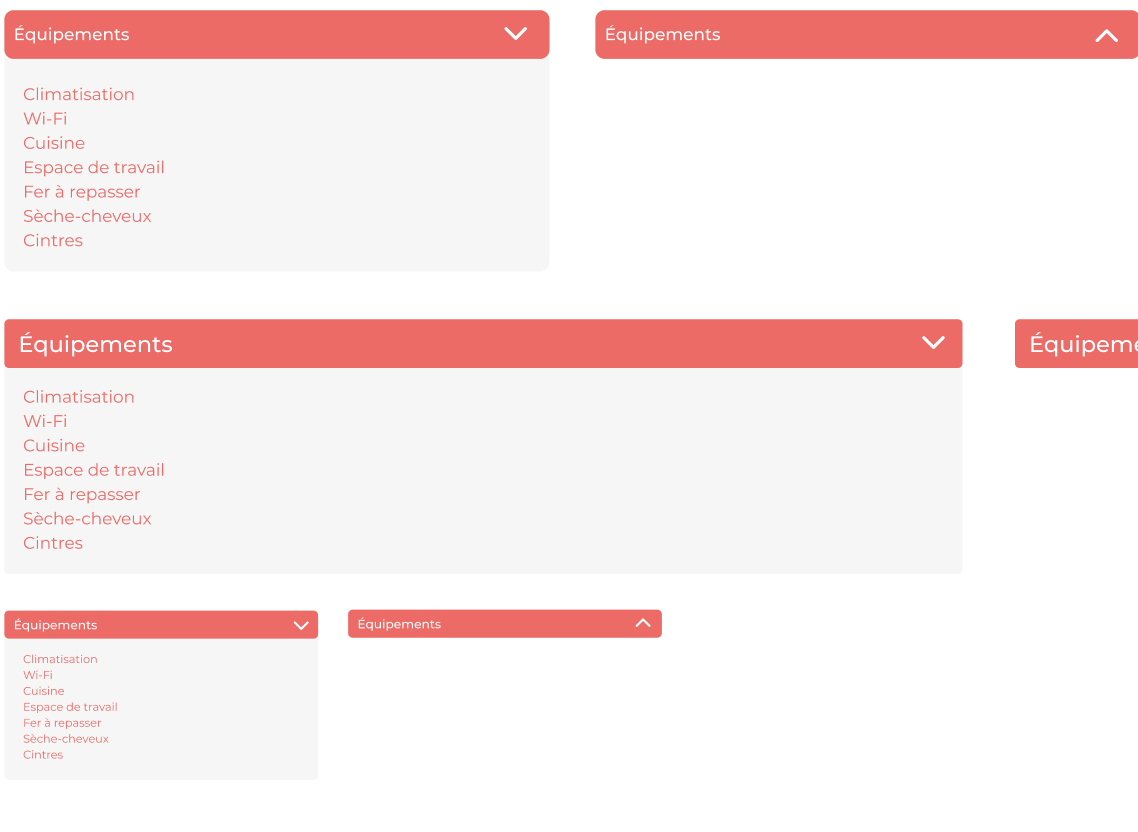 Équipements
Climatisation
Wi-Fi
Cuisine
Espace de travail
Fer à repasser
Sèche-cheveux
Cintres
Équipements
Équipements
Climatisation
Wi-Fi
Cuisine
Espace de travail
Fer à repasser
Sèche-cheveux
Cintres
Équipements
Climatisation
Wi-Fi
Cuisine
Espace de travail
Fer à repasser
Sèche-cheveux
Cintres
Équipements